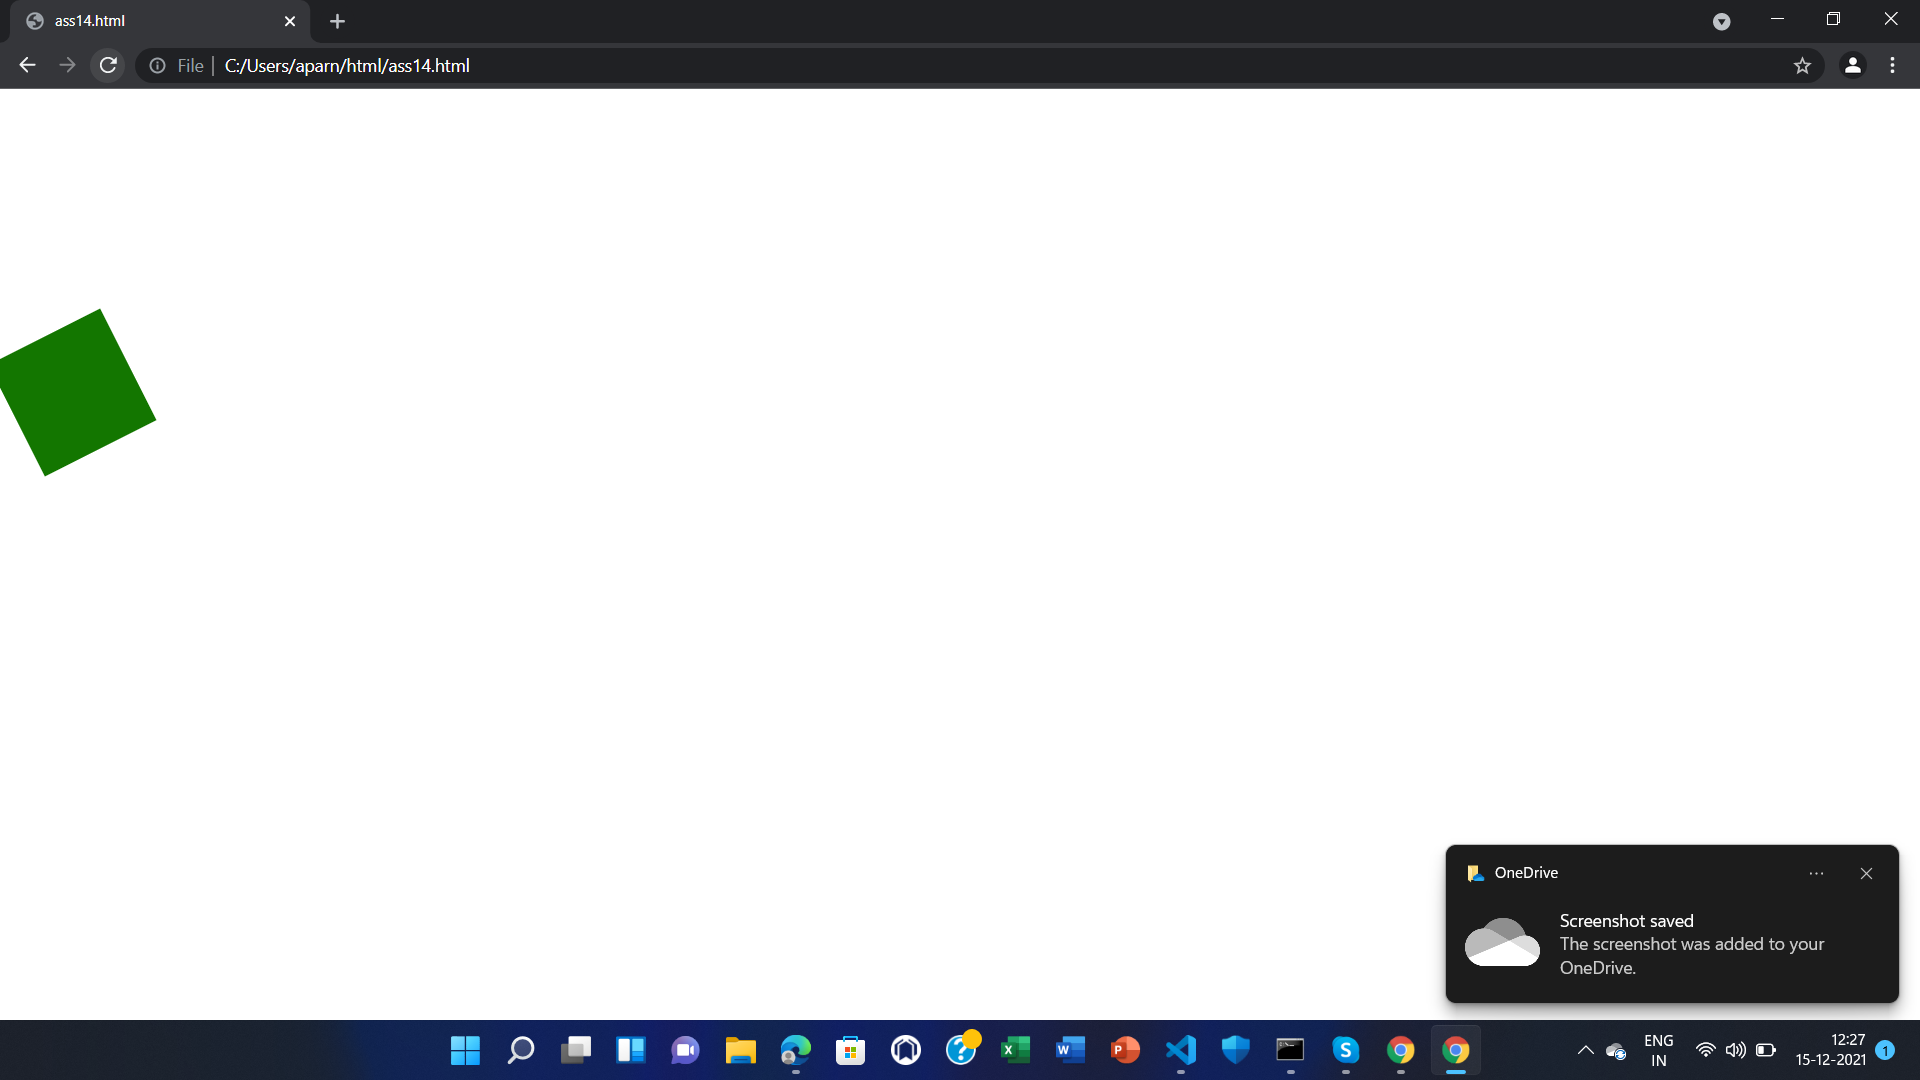 ass14.html
File
C:/Users/aparn/html/ass14.html
OneDrive
Screenshot saved
The screenshot was added to your
OneDrive.
ENG
IN
12:27
15-12-2021
1